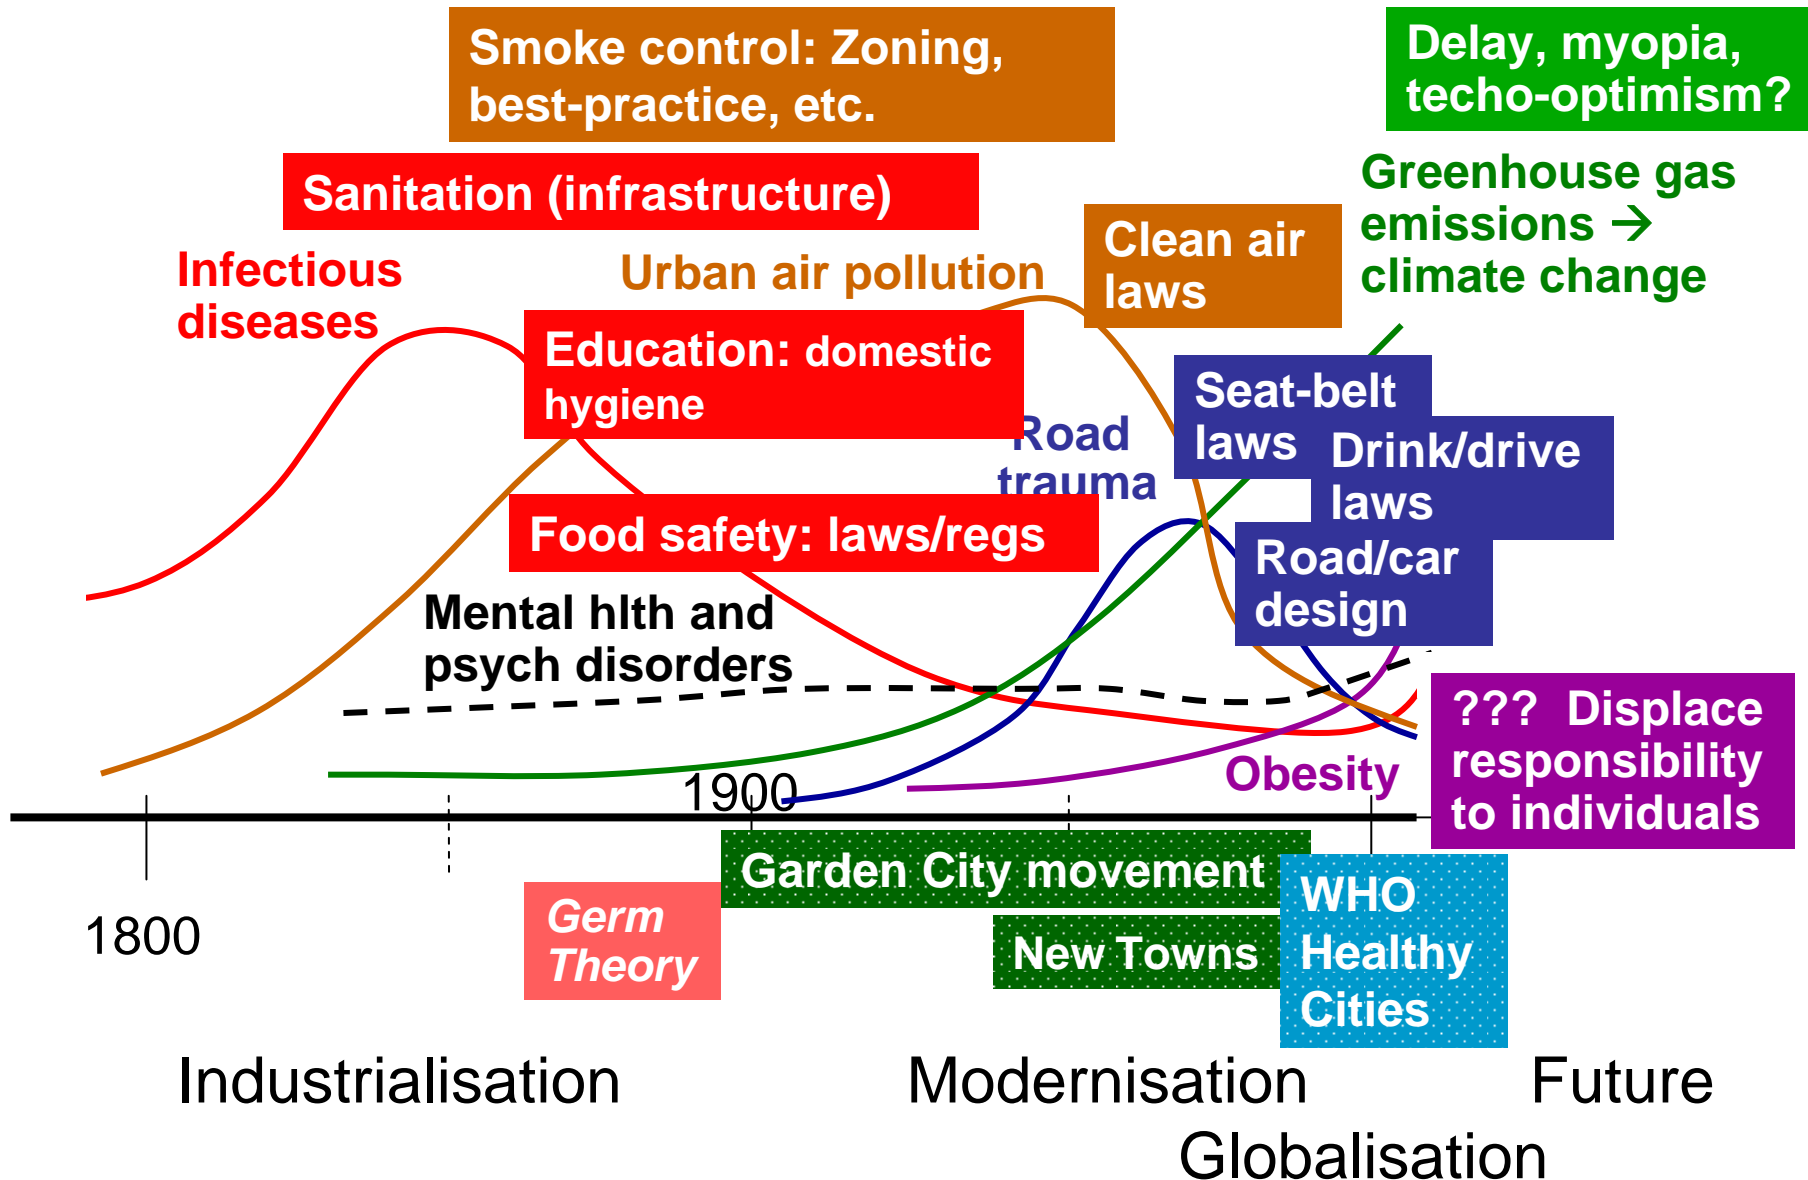 Smoke control: Zoning,
best-practice, etc.
Delay, myopia,
techo-optimism?
Sanitation (infrastructure)
Greenhouse gas
emissions →
climate change
Infectious
diseases
Urban air pollution
Clean air
laws
Education: domestic
hygiene
Road
trauma
Seat-belt
laws
Drink/drive
laws
Food safety: laws/regs
Road/car
design
Mental hlth and
psych disorders
??? Displace
responsibility
to individuals
Obesity
1900
1800
Germ
Theory
Garden City movement
New Towns
WHO
Healthy
Cities
Industrialisation
Modernisation
Future
Globalisation